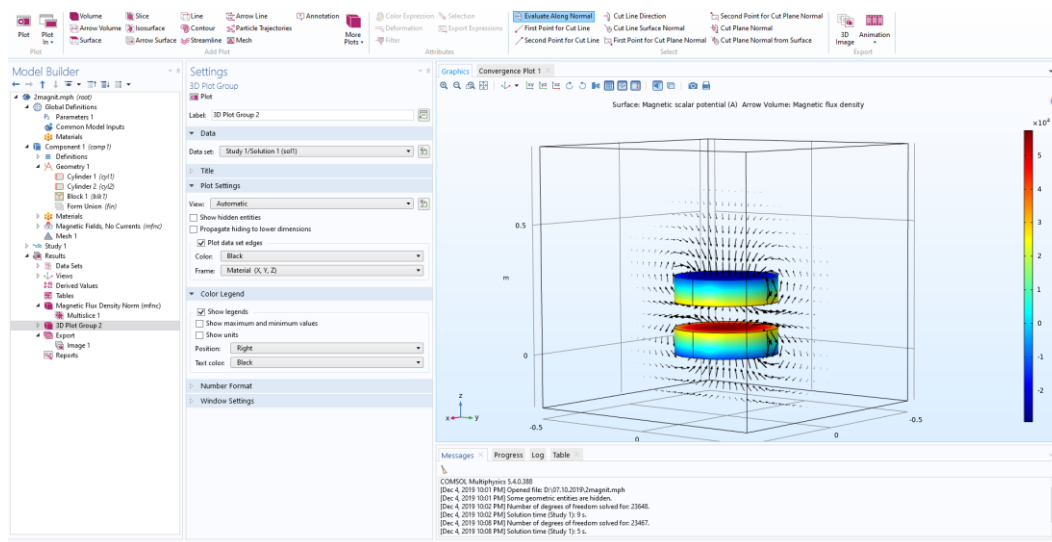 Volume Slice Line Arrow Line Annotation Color Expression Selection Evaluate Along Normal Cut Line Direction Second Point for Cut Plane Normal
Arrow Volume Isosurface Contour Particle Trajectories Deformation Export Expressions First Point for Cut Line Cut Line Surface Normal Cut Plane Normal
Surface Arrow Surface Streamline Mesh Filter Second Point for Cut Line First Point for Cut Plane Normal Cut Plane Normal from Surface
Plot Plot In More Plots 3D Image Animation
Plot Add Plot Attributes Select Export
Model Builder
2magnit.mph (root)
Global Definitions
Parameters 1
Common Model Inputs
Materials
Component 1 (comp1)
Definitions
Geometry 1
Cylinder 1 (cyl1)
Cylinder 2 (cyl2)
Block 1 (blk1)
Form Union (fin)
Materials
Magnetic Fields, No Currents (mfnc)
Mesh 1
Study 1
Results
Data Sets
Views
Derived Values
Tables
Magnetic Flux Density Norm (mfnc)
Multislice 1
3D Plot Group 2
Export
Image 1
Reports
Settings
3D Plot Group
Plot
Label: 3D Plot Group 2
Data
Data set: Study 1/Solution 1 (sol1)
Title
Plot Settings
View: Automatic
Show hidden entities
Propagate hiding to lower dimensions
Plot data set edges
Color: Black
Frame: Material (X, Y, Z)
Color Legend
Show legends
Show maximum and minimum values
Show units
Position: Right
Text color: Black
Number Format
Window Settings
Graphics Convergence Plot 1
Surface: Magnetic scalar potential (A) Arrow Volume: Magnetic flux density
×10⁴
5
4
3
2
1
0
-1
-2
0.5
m
0
-0.5
0
0
-0.5
z
x y
Messages Progress Log Table
COMSOL Multiphysics 5.4.0.388
[Dec 4, 2019 10:01 PM] Opened file: D:\07.10.2019\2magnit.mph
[Dec 4, 2019 10:01 PM] Some geometric entities are hidden.
[Dec 4, 2019 10:02 PM] Number of degrees of freedom solved for: 23648.
[Dec 4, 2019 10:02 PM] Solution time (Study 1): 9 s.
[Dec 4, 2019 10:08 PM] Number of degrees of freedom solved for: 23467.
[Dec 4, 2019 10:08 PM] Solution time (Study 1): 5 s.